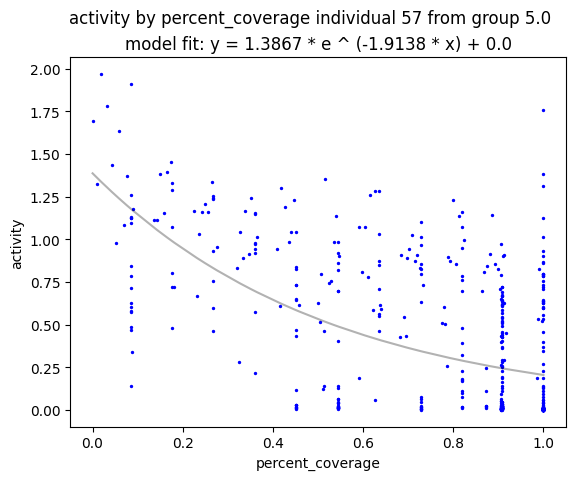 activity by percent_coverage individual 57 from group 5.0
model fit: y = 1.3867 * e ^ (-1.9138 * x) + 0.0
2.00
1.75
1.50
1.25
1.00
0.75
0.50
0.25
0.00
activity
0.0 0.2 0.4 0.6 0.8 1.0
percent_coverage